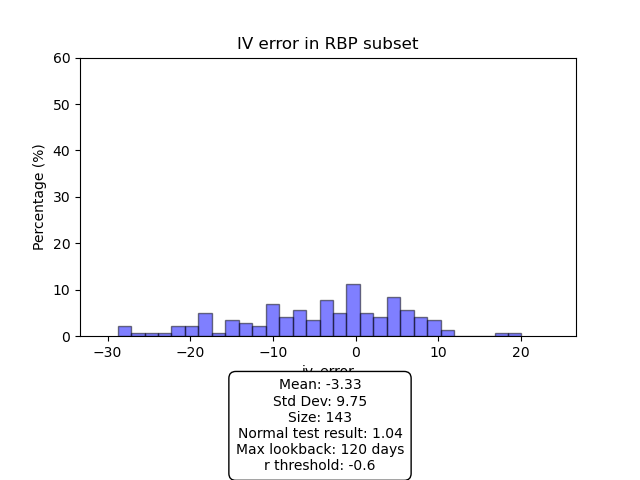 IV error in RBP subset
60
50
40
30
20
10
0
Percentage (%)
−30
−20
−10
0
10
20
iv_error
Mean: -3.33
Std Dev: 9.75
Size: 143
Normal test result: 1.04
Max lookback: 120 days
r threshold: -0.6